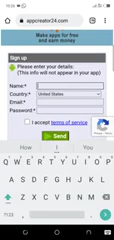 appcreator24.com
Make apps for free
and earn money
Sign up
Please enter your details:
(This info will not appear in your app)
Name:*
Country:* United States
Email:*
Password:*
I accept terms of service
Send
How I You
Q W E R T Y U I O P
A S D F G H J K L
Z X C V B N M
?123 , .